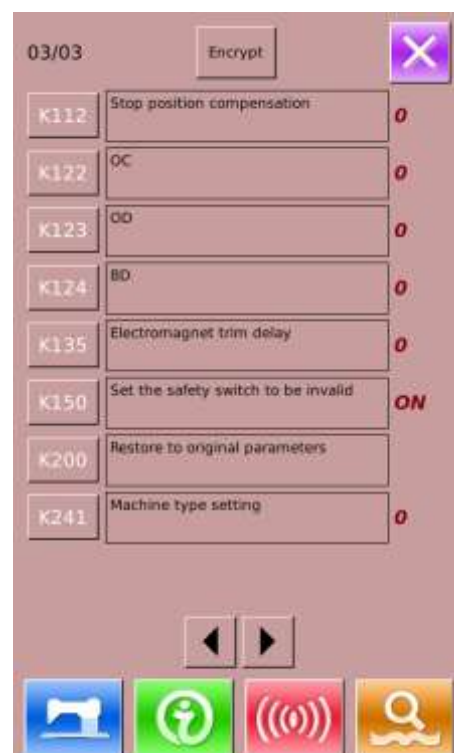 03/03 Encrypt
K112 Stop position compensation 0
K122 OC 0
K123 OD 0
K124 BD 0
K135 Electromagnet trim delay 0
K150 Set the safety switch to be invalid ON
K200 Restore to original parameters
K241 Machine type setting 0